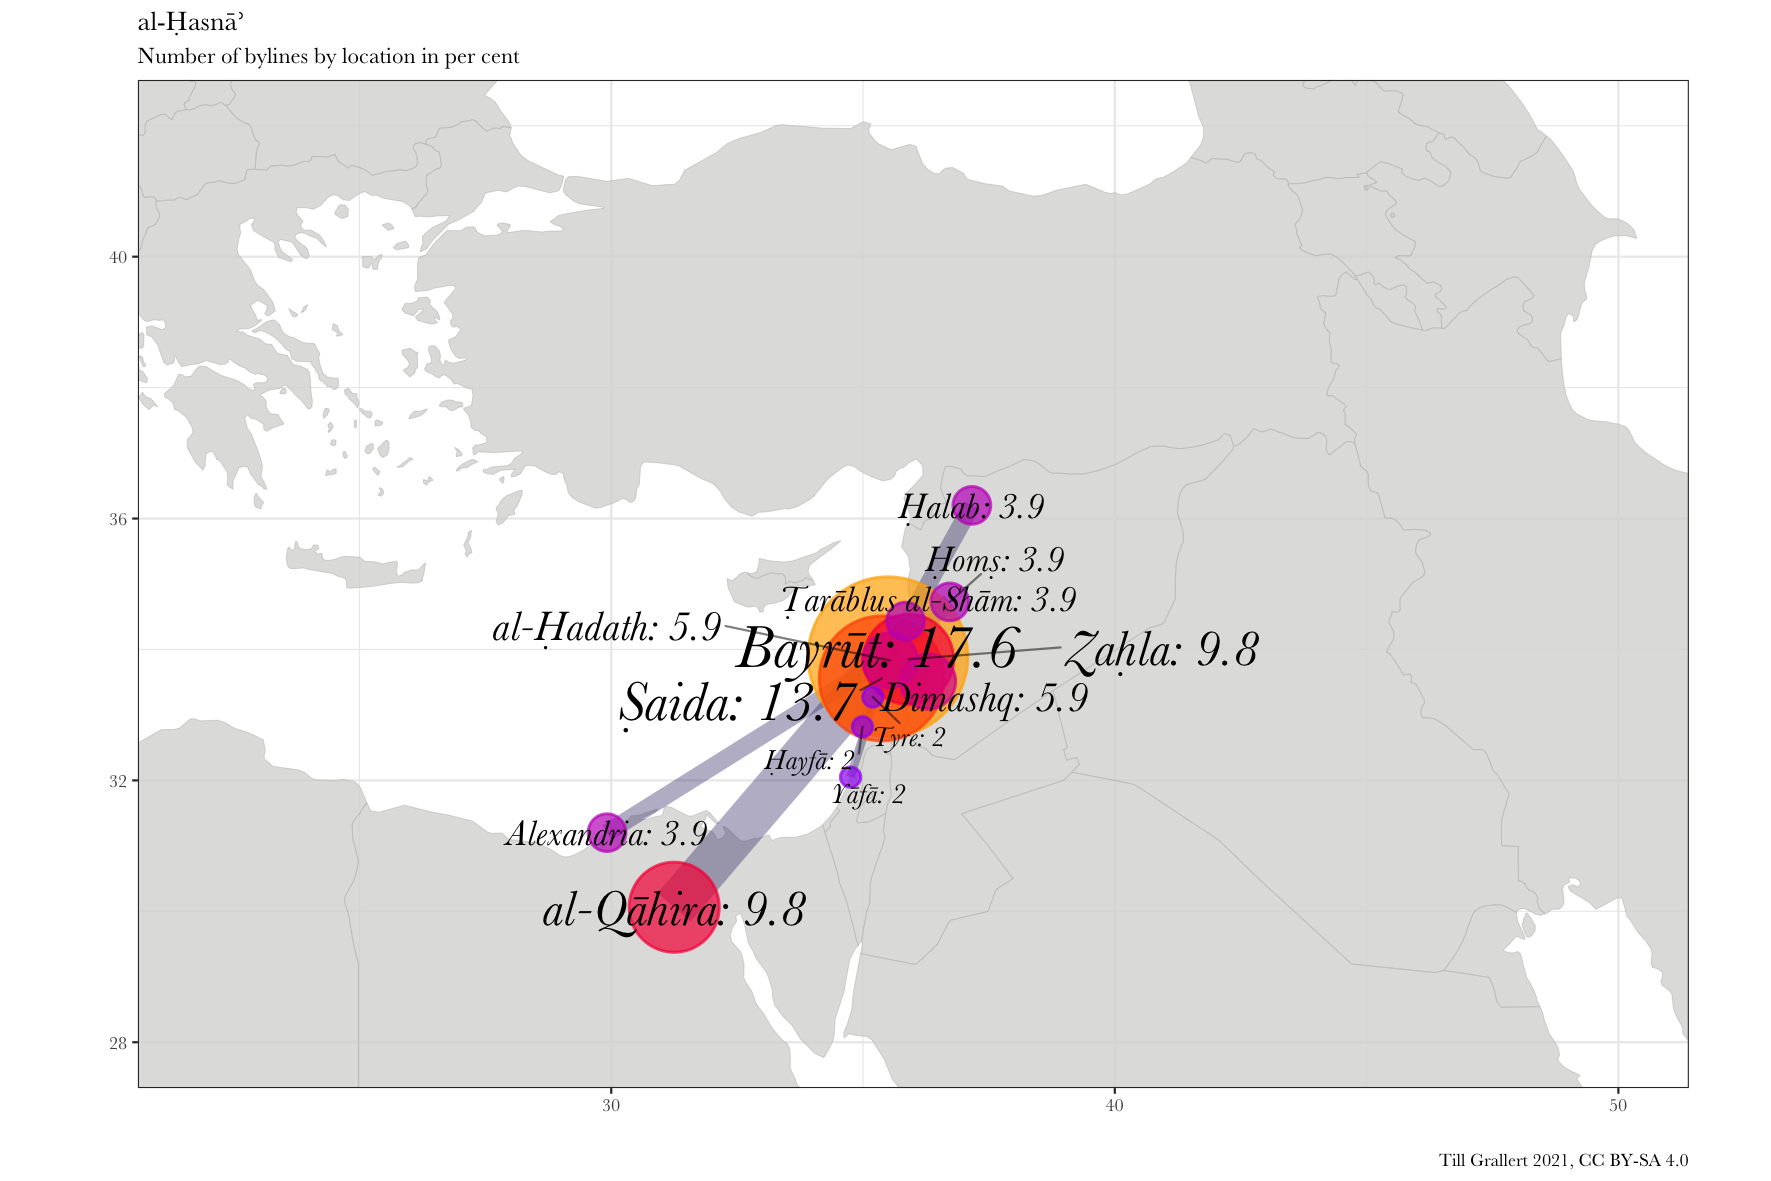 al-Ḥasnāʾ
Number of bylines by location in per cent
40
36
32
28
Ḥalab: 3.9
Ḥomṣ: 3.9
Ṭarāblus al-Shām: 3.9
al-Ḥadath: 5.9
Bayrūt: 17.6
Zaḥla: 9.8
Ṣaida: 13.7
Dimashq: 5.9
Tyre: 2
Ḥayfā: 2
Yāfā: 2
Alexandria: 3.9
al-Qāhira: 9.8
30
40
50
Till Grallert 2021, CC BY-SA 4.0